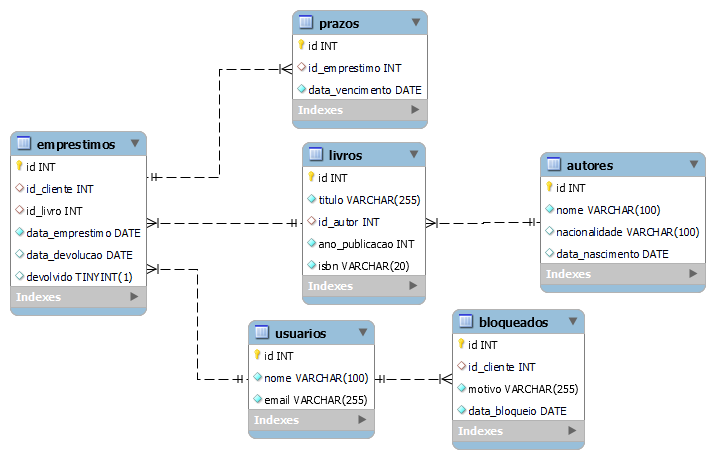 prazos
id INT
id_emprestimo INT
data_vencimento DATE
Indexes
emprestimos
id INT
id_cliente INT
id_livro INT
data_emprestimo DATE
data_devolucao DATE
devolvido TINYINT(1)
Indexes
livros
id INT
titulo VARCHAR(255)
id_autor INT
ano_publicacao INT
isbn VARCHAR(20)
Indexes
autores
id INT
nome VARCHAR(100)
nacionalidade VARCHAR(100)
data_nascimento DATE
Indexes
usuarios
id INT
nome VARCHAR(100)
email VARCHAR(255)
Indexes
bloqueados
id INT
id_cliente INT
motivo VARCHAR(255)
data_bloqueio DATE
Indexes